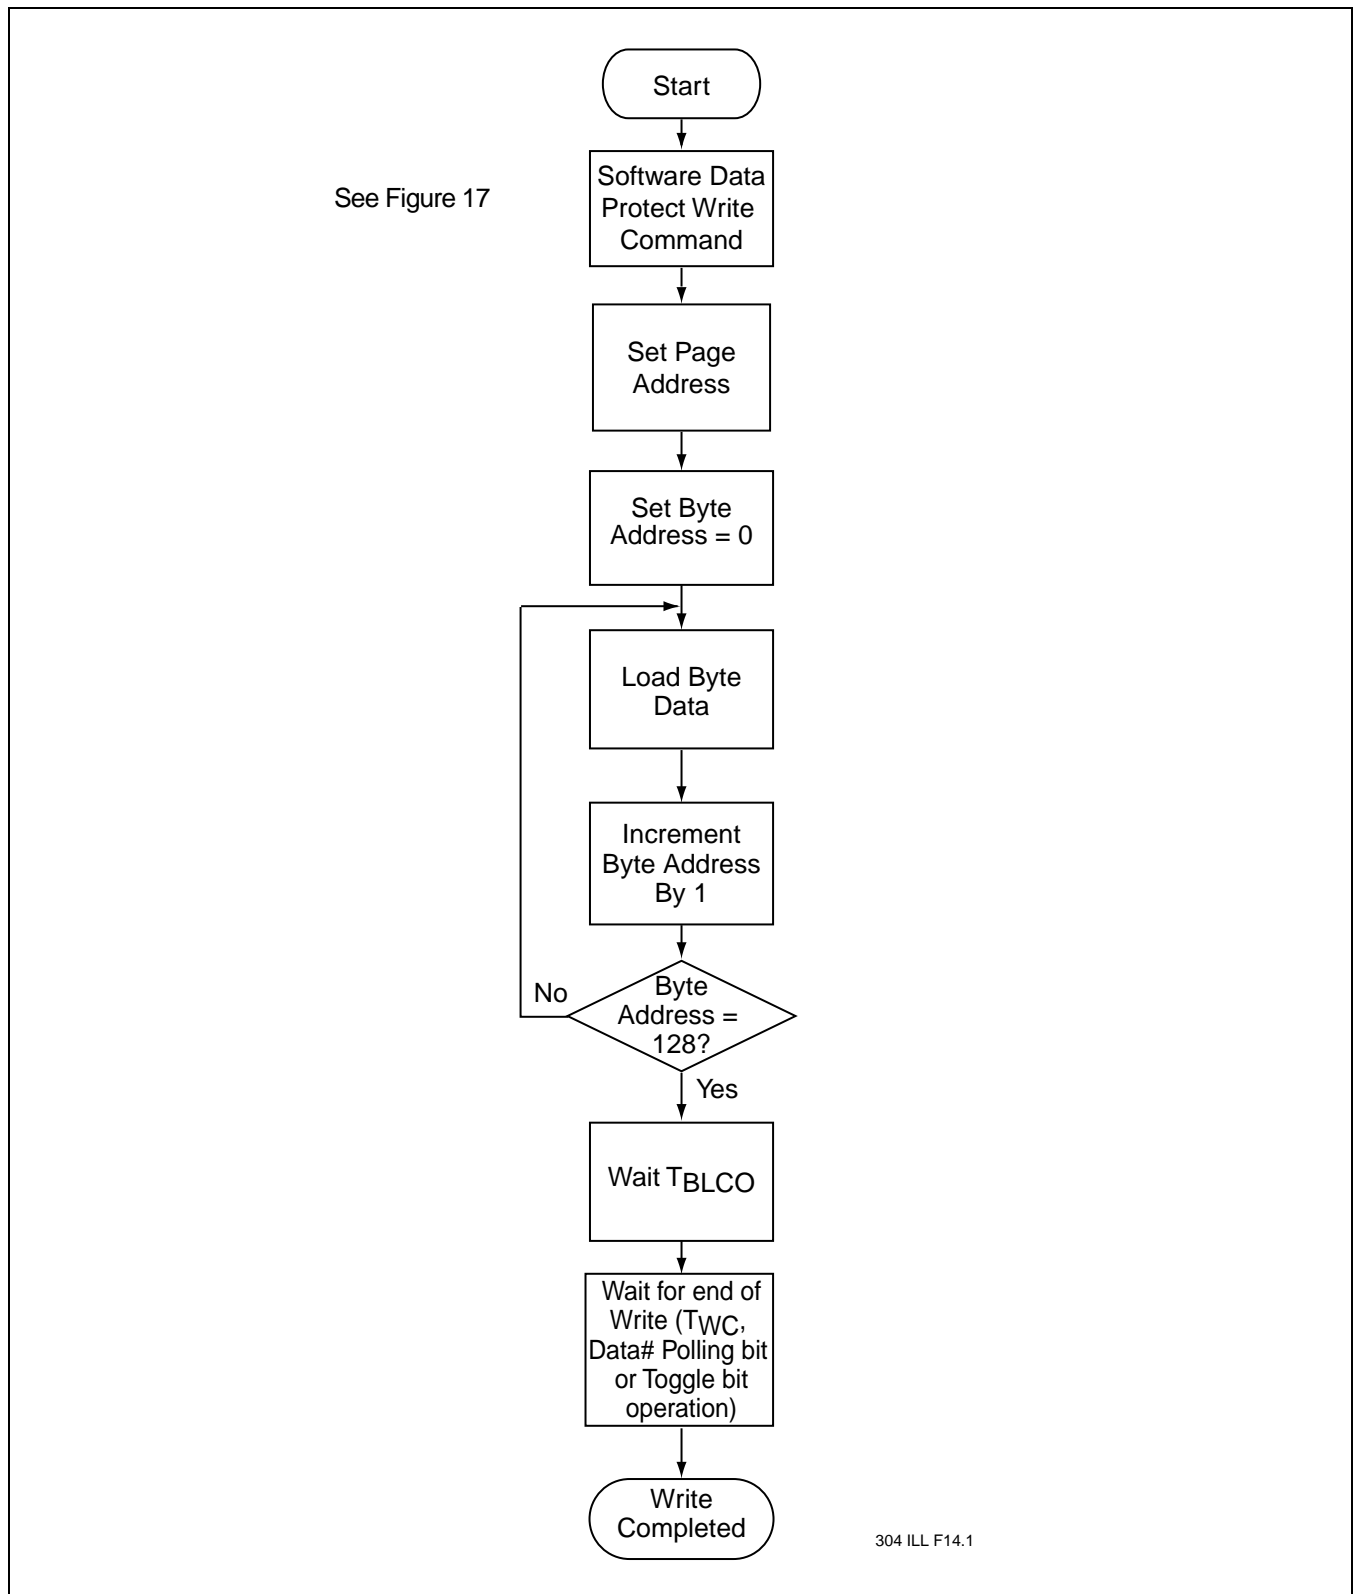 Start
See Figure 17
Software Data
Protect Write
Command
Set Page
Address
Set Byte
Address = 0
Load Byte
Data
Increment
Byte Address
By 1
Byte
Address =
128?
No
Yes
Wait TBLCO
Wait for end of
Write (TWC,
Data# Polling bit
or Toggle bit
operation)
Write
Completed
304 ILL F14.1